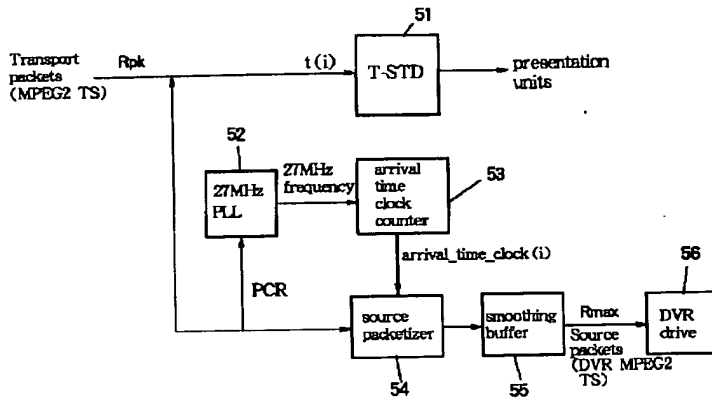 51
Transport
packets
(MPEG2 TS)
Rpk
t(i)
T-STD
presentation
units
52
27MHz
PLL
27MHz
frequency
arrival
time
clock
counter
53
arrival_time_clock(i)
PCR
source
packetizer
54
smoothing
buffer
55
Rmax
Source
packets
(DVR MPEG2
TS)
56
DVR
drive